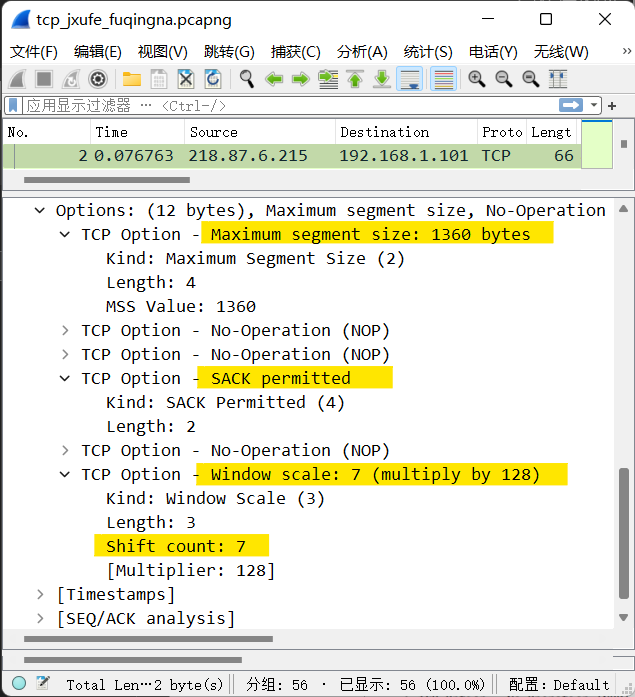 tcp_jxufe_fuqingna.pcapng
文件(F) 编辑(E) 视图(V) 跳转(G) 捕获(C) 分析(A) 统计(S) 电话(Y) 无线(W) »
应用显示过滤器 … <Ctrl-/>
No. Time Source Destination Proto Lengt
2 0.076763 218.87.6.215 192.168.1.101 TCP 66
Options: (12 bytes), Maximum segment size, No-Operation
TCP Option - Maximum segment size: 1360 bytes
Kind: Maximum Segment Size (2)
Length: 4
MSS Value: 1360
TCP Option - No-Operation (NOP)
TCP Option - No-Operation (NOP)
TCP Option - SACK permitted
Kind: SACK Permitted (4)
Length: 2
TCP Option - No-Operation (NOP)
TCP Option - Window scale: 7 (multiply by 128)
Kind: Window Scale (3)
Length: 3
Shift count: 7
[Multiplier: 128]
[Timestamps]
[SEQ/ACK analysis]
Total Len…2 byte(s) 分组: 56 · 已显示: 56 (100.0%) 配置: Default